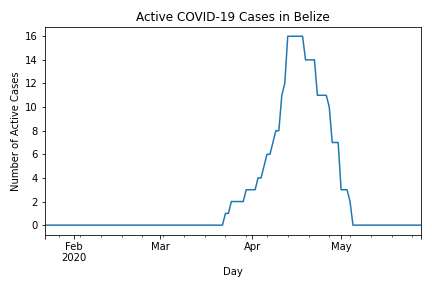 Active COVID-19 Cases in Belize
Number of Active Cases
16
14
12
10
8
6
4
2
0
Feb
2020
Mar
Apr
May
Day